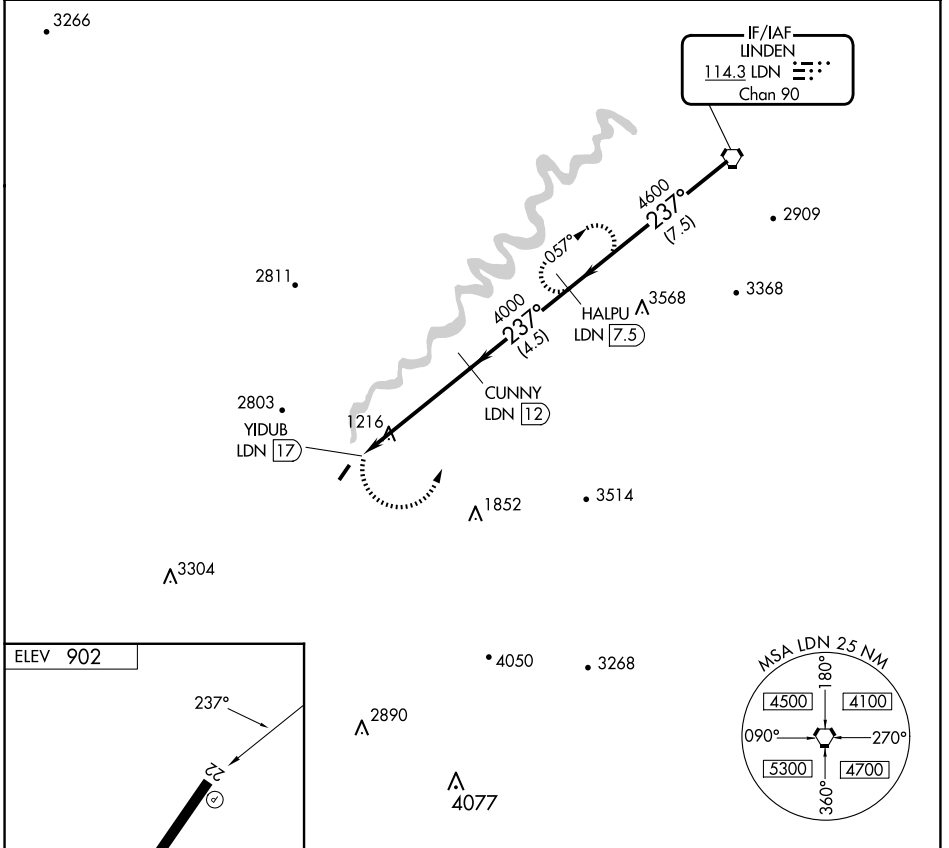 3266
IF/IAF
LINDEN
114.3 LDN
Chan 90
4600
237°
(7.5)
2909
057°
2811
3368
3568
HALPU
LDN 7.5
4000
237°
(4.5)
CUNNY
LDN 12
2803
1216
YIDUB
LDN 17
3514
1852
3304
ELEV 902
4050
3268
237°
22
2890
4077
MSA LDN 25 NM
180°
4500
4100
090°
270°
5300
4700
360°